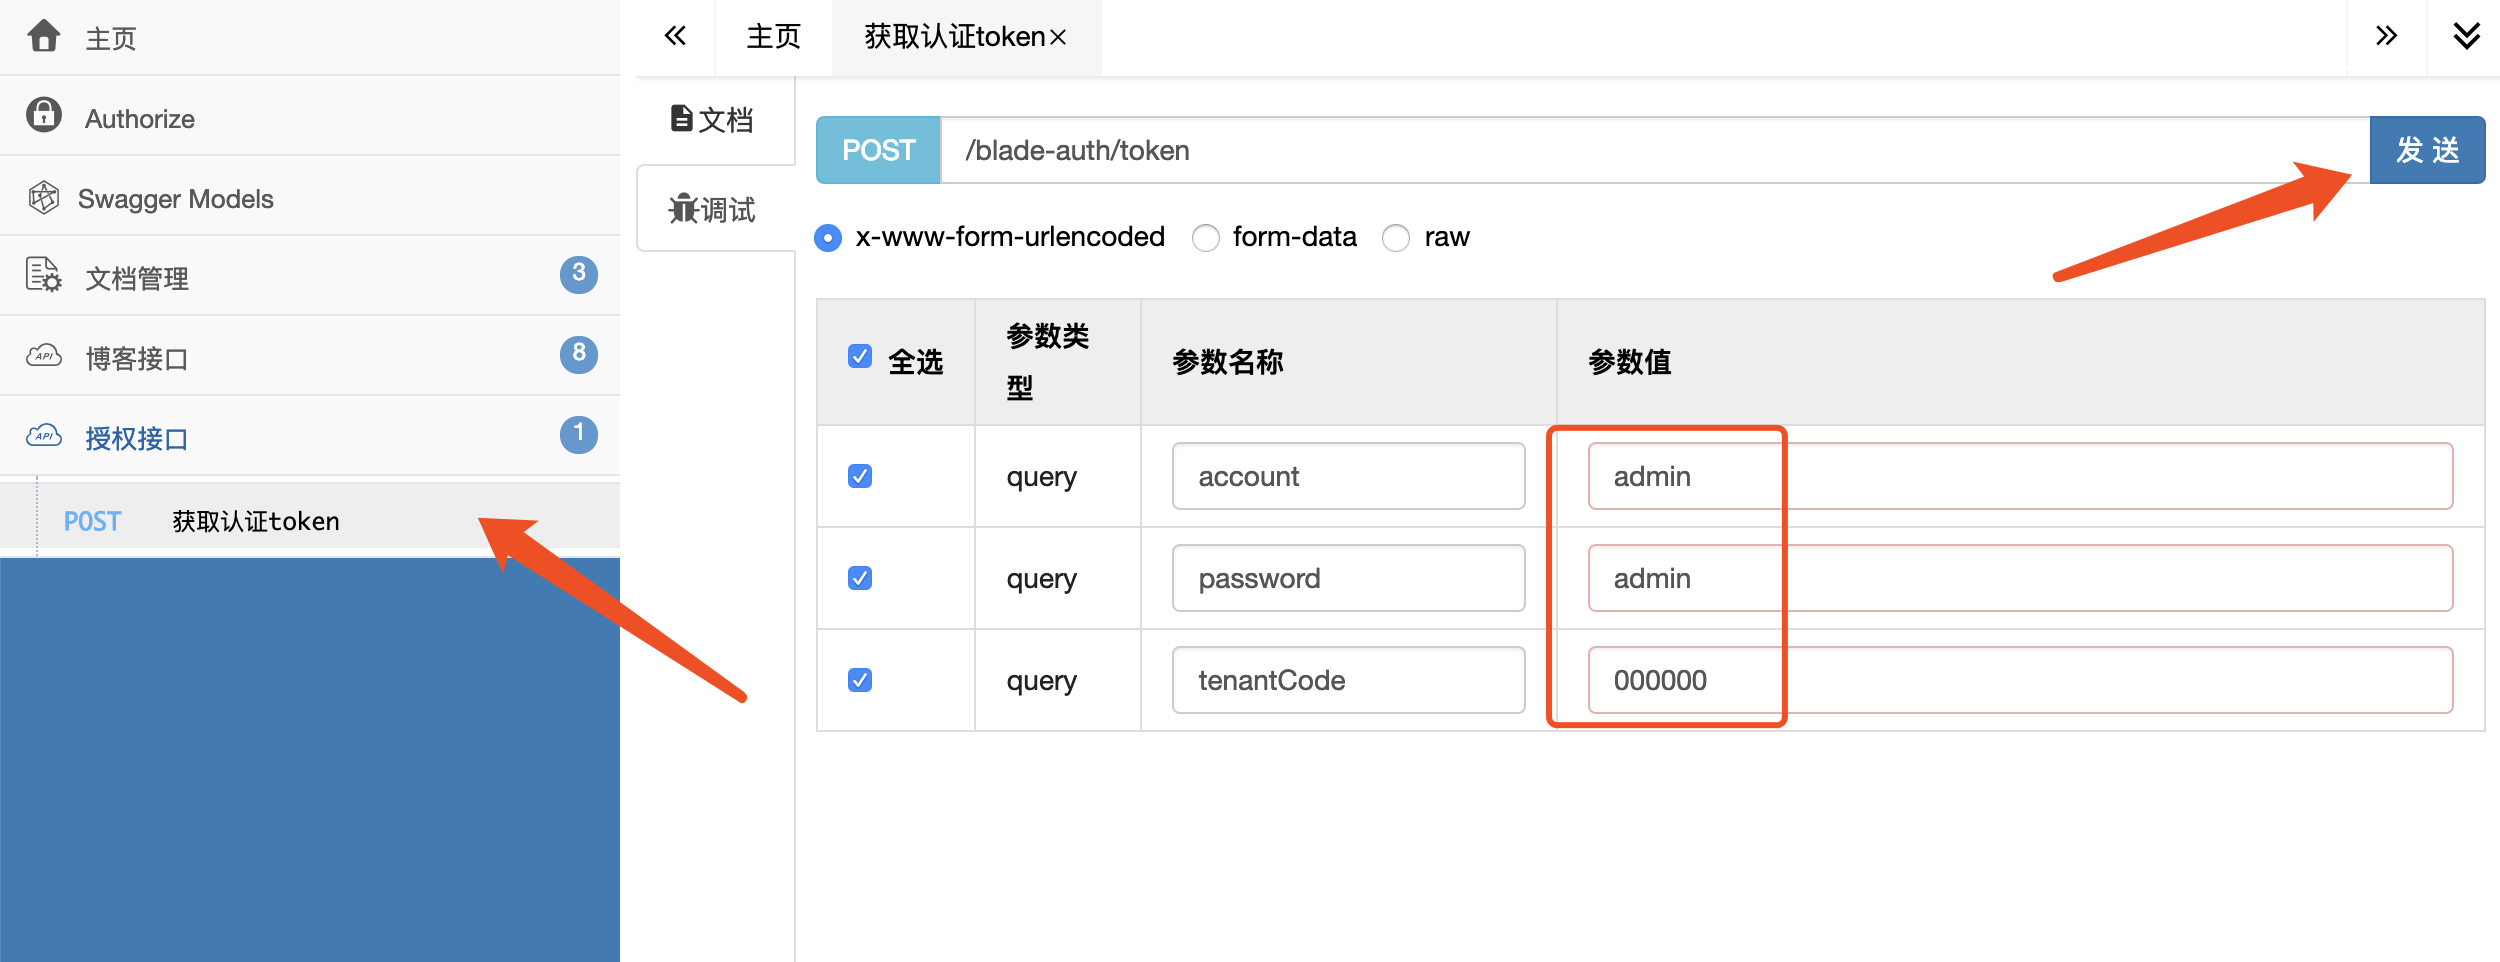 主页
Authorize
Swagger Models
文档管理 3
API 博客接口 8
API 授权接口 1
POST 获取认证token
主页 获取认证token
文档
调试
POST /blade-auth/token 发 送
x-www-form-urlencoded form-data raw
全选 参数类型 参数名称 参数值
query account admin
query password admin
query tenantCode 000000